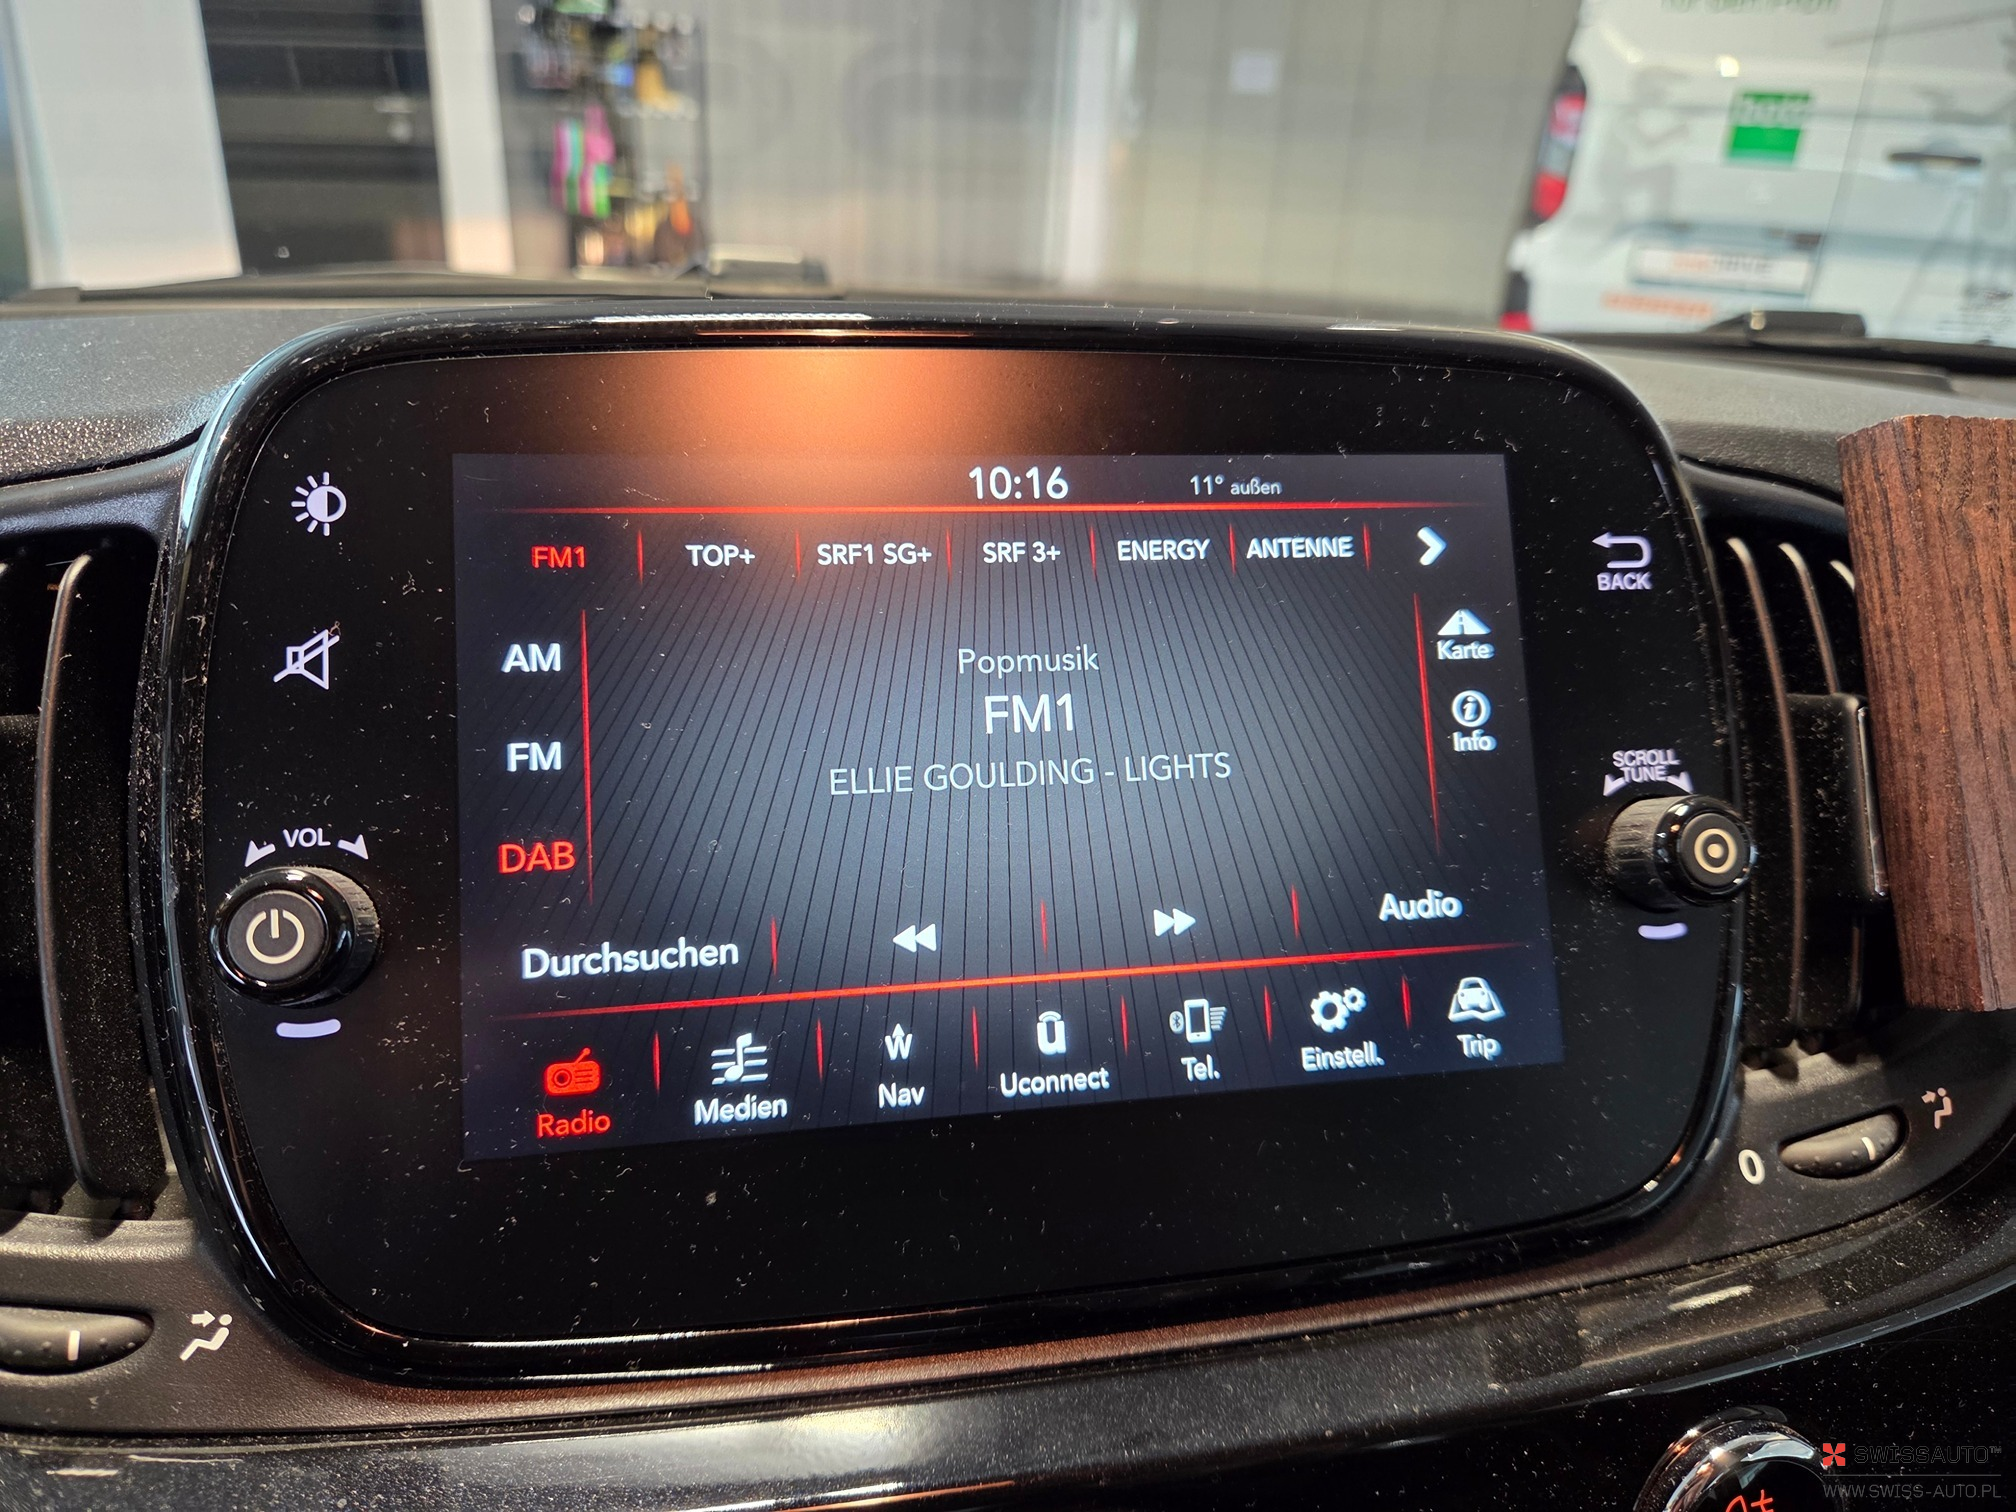 10:16
11° außen
FM1
TOP+
SRF1 SG+
SRF 3+
ENERGY
ANTENNE
BACK
AM
Karte
Popmusik
FM1
Info
FM
ELLIE GOULDING - LIGHTS
SCROLL
TUNE
VOL
DAB
Audio
Durchsuchen
Radio
Medien
Nav
Uconnect
Tel.
Einstell.
Trip
0
SWISSAUTO™
WWW.SWISS-AUTO.PL